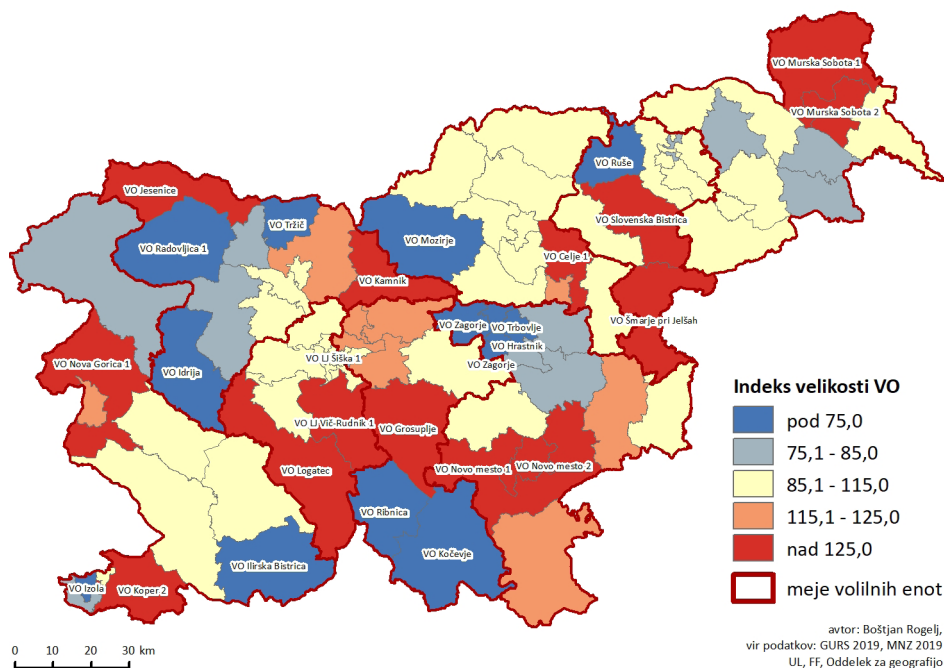 VO Murska Sobota 1
VO Murska Sobota 2
VO Ruše
VO Jesenice
VO Slovenska Bistrica
VO Tržič
VO Mozirje
VO Radovljica 1
VO Celje 1
VO Kamnik
VO Šmarje pri Jelšah
VO Zagorje
VO Trbovlje
VO Hrastnik
VO LJ Šiška 1
VO Nova Gorica 1
VO Zagorje
VO Idrija
VO LJ Vič-Rudnik 1
VO Grosuplje
VO Logatec
VO Novo mesto 1
VO Novo mesto 2
VO Ribnica
VO Kočevje
VO Ilirska Bistrica
VO Izola
VO Koper 2
Indeks velikosti VO
pod 75,0
75,1 - 85,0
85,1 - 115,0
115,1 - 125,0
nad 125,0
meje volilnih enot
0 10 20 30 km
avtor: Boštjan Rogelj,
vir podatkov: GURS 2019, MNZ 2019
UL, FF, Oddelek za geografijo